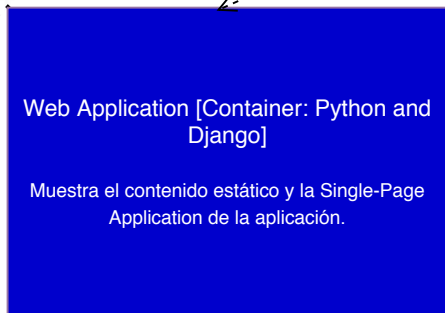 Web Application [Container: Python and
Django]
Muestra el contenido estático y la Single-Page
Application de la aplicación.